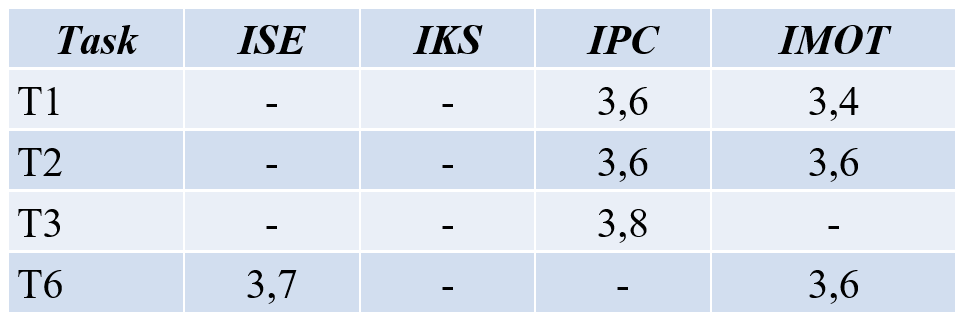 Task ISE IKS IPC IMOT
T1 - - 3,6 3,4
T2 - - 3,6 3,6
T3 - - 3,8 -
T6 3,7 - - 3,6